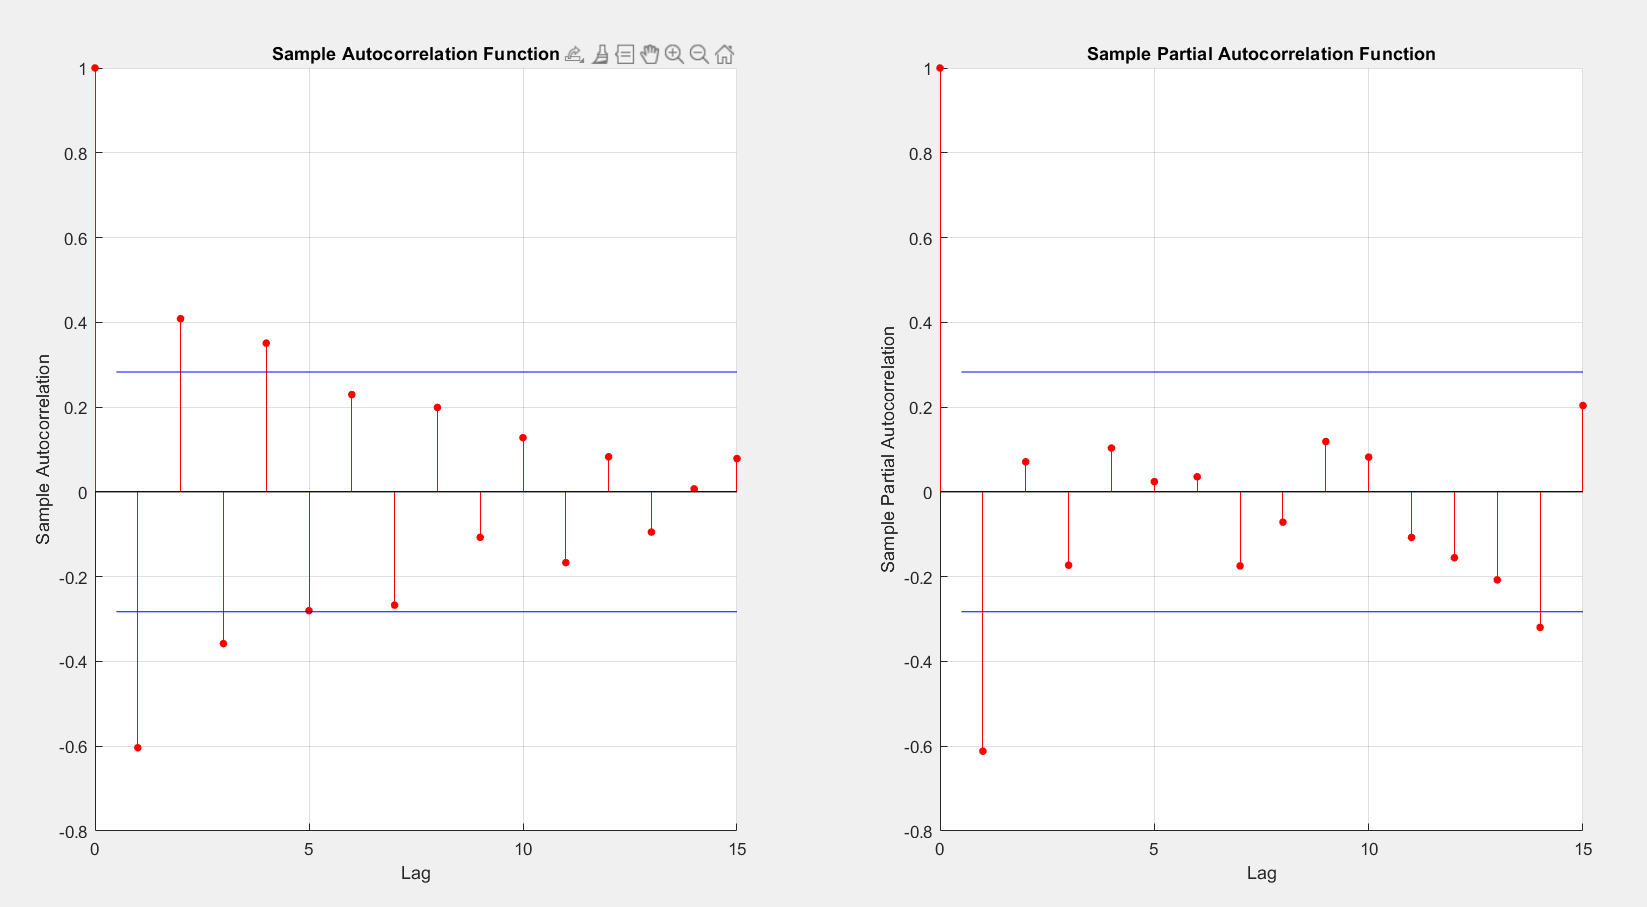 Sample Autocorrelation Function
1
0.8
0.6
0.4
0.2
0
-0.2
-0.4
-0.6
-0.8
0 5 10 15
Lag
Sample Autocorrelation
Sample Partial Autocorrelation Function
1
0.8
0.6
0.4
0.2
0
-0.2
-0.4
-0.6
-0.8
0 5 10 15
Lag
Sample Partial Autocorrelation